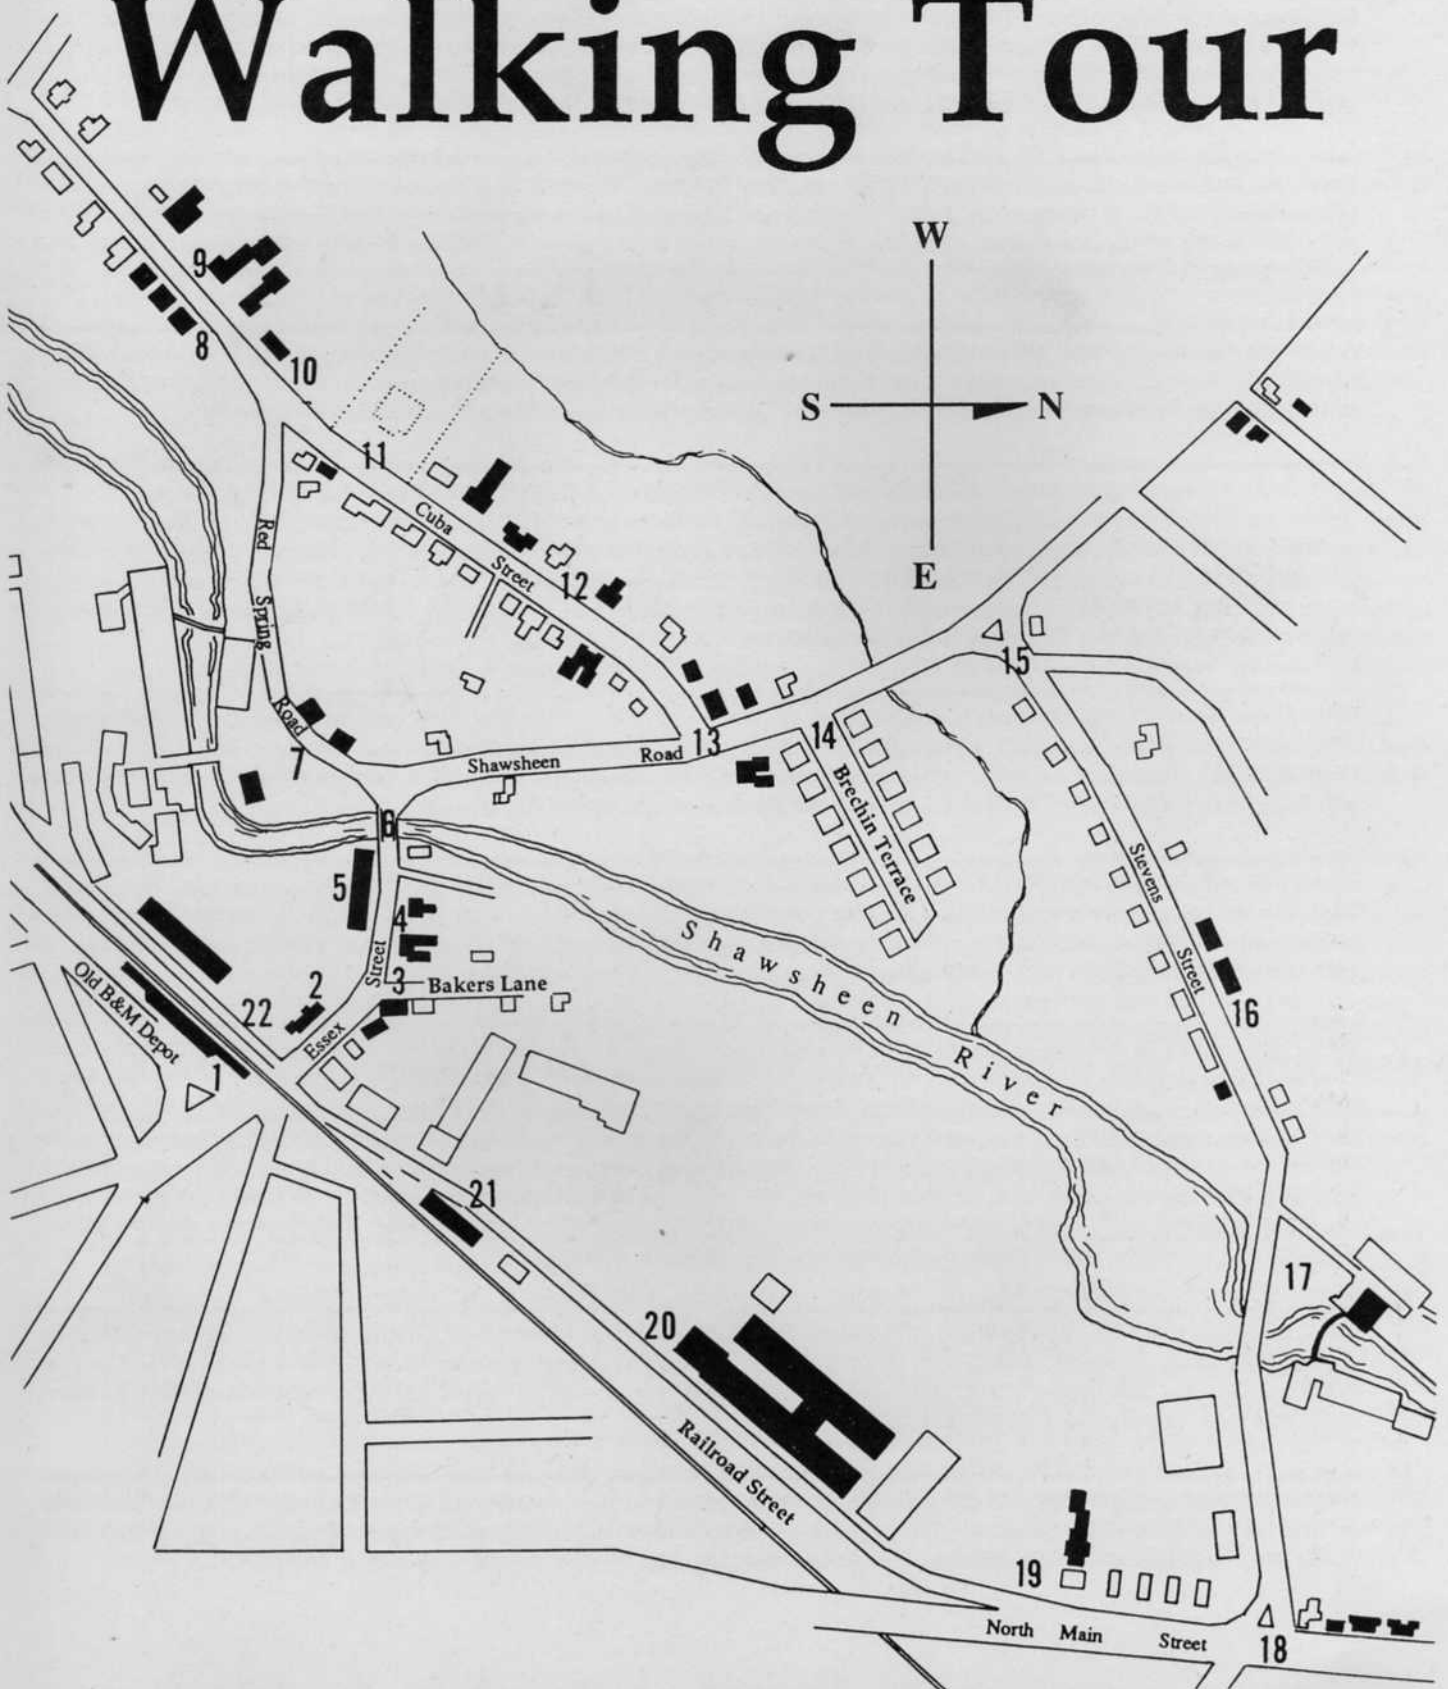 Walking Tour
W
S
N
E
9
8
10
11
Cuba
Street
12
Red
Spring
Road
7
Shawsheen
Road
13
14
Brechin Terrace
15
Stevens
Street
16
6
5
4
Street
3
Bakers Lane
2
22
Essex
Old B&M Depot
1
Shawsheen
River
21
20
17
Railroad Street
19
North Main Street
18